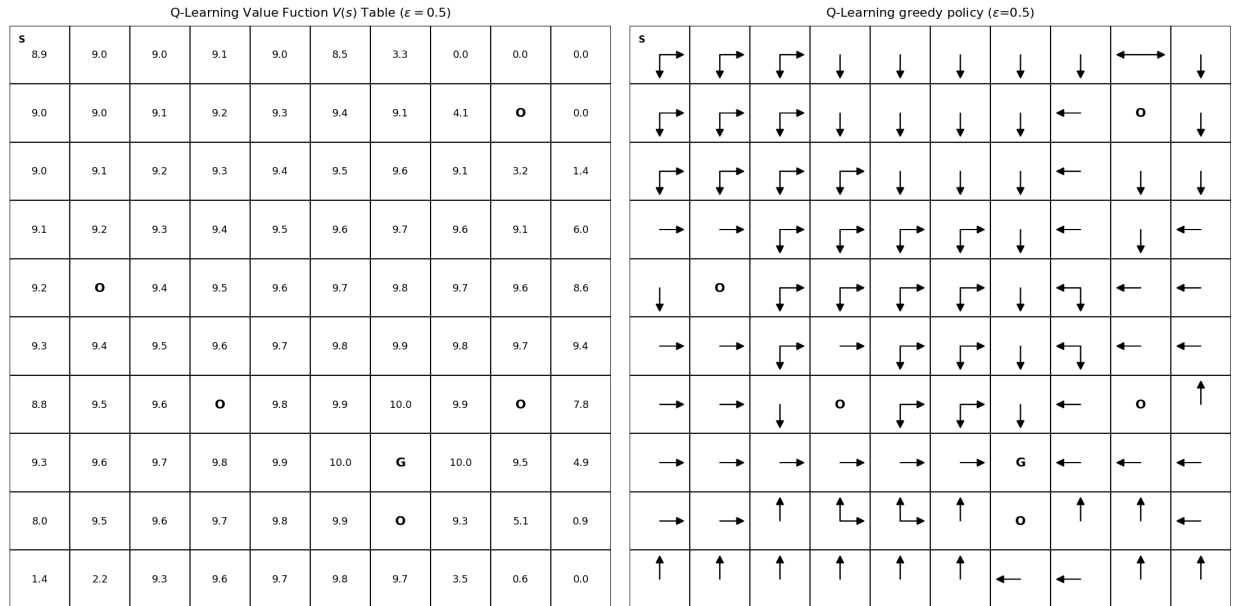 Q-Learning Value Fuction V(s) Table (ε = 0.5)
S
8.9 9.0 9.0 9.1 9.0 8.5 3.3 0.0 0.0 0.0
9.0 9.0 9.1 9.2 9.3 9.4 9.1 4.1 O 0.0
9.0 9.1 9.2 9.3 9.4 9.5 9.6 9.1 3.2 1.4
9.1 9.2 9.3 9.4 9.5 9.6 9.7 9.6 9.1 6.0
9.2 O 9.4 9.5 9.6 9.7 9.8 9.7 9.6 8.6
9.3 9.4 9.5 9.6 9.7 9.8 9.9 9.8 9.7 9.4
8.8 9.5 9.6 O 9.8 9.9 10.0 9.9 O 7.8
9.3 9.6 9.7 9.8 9.9 10.0 G 10.0 9.5 4.9
8.0 9.5 9.6 9.7 9.8 9.9 O 9.3 5.1 0.9
1.4 2.2 9.3 9.6 9.7 9.8 9.7 3.5 0.6 0.0
Q-Learning greedy policy (ε=0.5)
S
O
O
O O
G
O